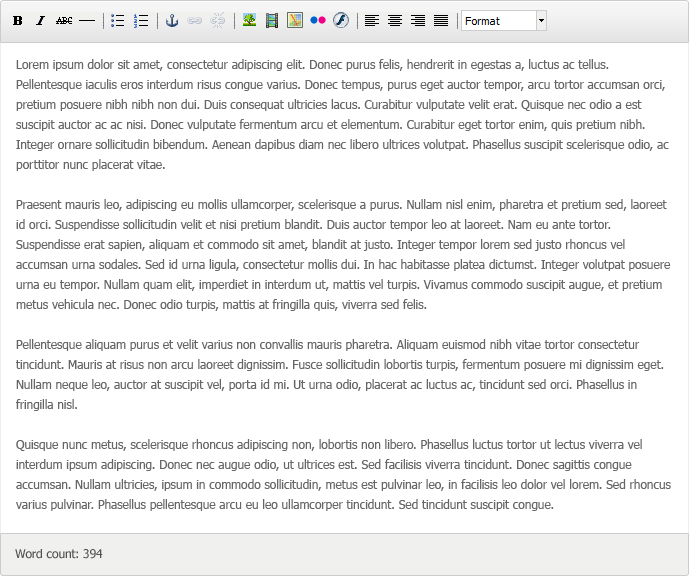 B I ABC Format
Lorem ipsum dolor sit amet, consectetur adipiscing elit. Donec purus felis, hendrerit in egestas a, luctus ac tellus.
Pellentesque iaculis eros interdum risus congue varius. Donec tempus, purus eget auctor tempor, arcu tortor accumsan orci,
pretium posuere nibh nibh non dui. Duis consequat ultricies lacus. Curabitur vulputate velit erat. Quisque nec odio a est
suscipit auctor ac ac nisi. Donec vulputate fermentum arcu et elementum. Curabitur eget tortor enim, quis pretium nibh.
Integer ornare sollicitudin bibendum. Aenean dapibus diam nec libero ultrices volutpat. Phasellus suscipit scelerisque odio, ac
porttitor nunc placerat vitae.
Praesent mauris leo, adipiscing eu mollis ullamcorper, scelerisque a purus. Nullam nisl enim, pharetra et pretium sed, laoreet
id orci. Suspendisse sollicitudin velit et nisi pretium blandit. Duis auctor tempor leo at laoreet. Nam eu ante tortor.
Suspendisse erat sapien, aliquam et commodo sit amet, blandit at justo. Integer tempor lorem sed justo rhoncus vel
accumsan urna sodales. Sed id urna ligula, consectetur mollis dui. In hac habitasse platea dictumst. Integer volutpat posuere
urna eu tempor. Nullam quam elit, imperdiet in interdum ut, mattis vel turpis. Vivamus commodo suscipit augue, et pretium
metus vehicula nec. Donec odio turpis, mattis at fringilla quis, viverra sed felis.
Pellentesque aliquam purus et velit varius non convallis mauris pharetra. Aliquam euismod nibh vitae tortor consectetur
tincidunt. Mauris at risus non arcu laoreet dignissim. Fusce sollicitudin lobortis turpis, fermentum posuere mi dignissim eget.
Nullam neque leo, auctor at suscipit vel, porta id mi. Ut urna odio, placerat ac luctus ac, tincidunt sed orci. Phasellus in
fringilla nisl.
Quisque nunc metus, scelerisque rhoncus adipiscing non, lobortis non libero. Phasellus luctus tortor ut lectus viverra vel
interdum ipsum adipiscing. Donec nec augue odio, ut ultrices est. Sed facilisis viverra tincidunt. Donec sagittis congue
accumsan. Nullam ultricies, ipsum in commodo sollicitudin, metus est pulvinar leo, in facilisis leo dolor vel lorem. Sed rhoncus
varius pulvinar. Phasellus pellentesque arcu eu leo ullamcorper tincidunt. Sed tincidunt suscipit congue.
Word count: 394